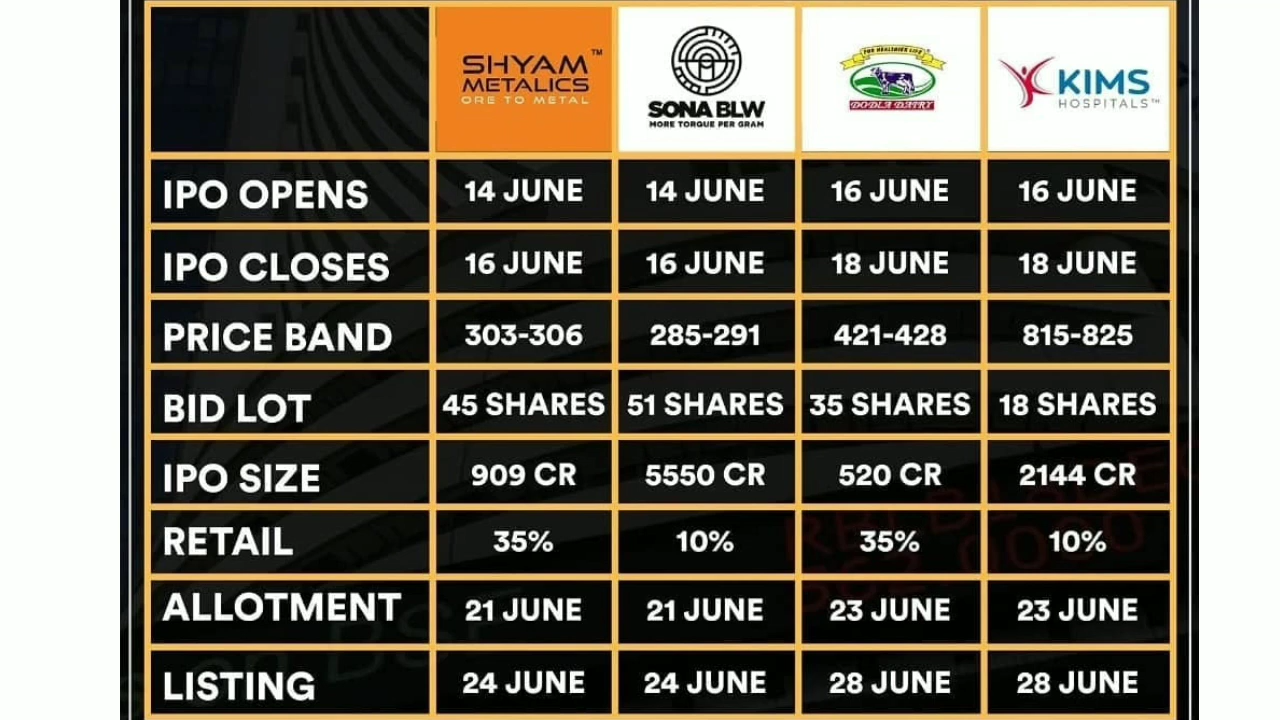 SHYAM™
METALICS
ORE TO METAL
SONA BLW
MORE TORQUE PER GRAM
FOR HEALTHIER LIFE
DODLA DAIRY
KIMS
HOSPITALS™
IPO OPENS 14 JUNE 14 JUNE 16 JUNE 16 JUNE
IPO CLOSES 16 JUNE 16 JUNE 18 JUNE 18 JUNE
PRICE BAND 303-306 285-291 421-428 815-825
BID LOT 45 SHARES 51 SHARES 35 SHARES 18 SHARES
IPO SIZE 909 CR 5550 CR 520 CR 2144 CR
RETAIL 35% 10% 35% 10%
ALLOTMENT 21 JUNE 21 JUNE 23 JUNE 23 JUNE
LISTING 24 JUNE 24 JUNE 28 JUNE 28 JUNE